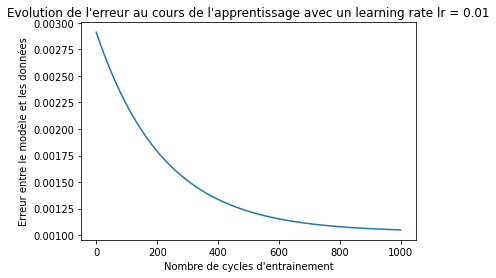 Evolution de l'erreur au cours de l'apprentissage avec un learning rate lr = 0.01
0.00300
0.00275
0.00250
0.00225
0.00200
0.00175
0.00150
0.00125
0.00100
Erreur entre le modèle et les données
0 200 400 600 800 1000
Nombre de cycles d'entrainement